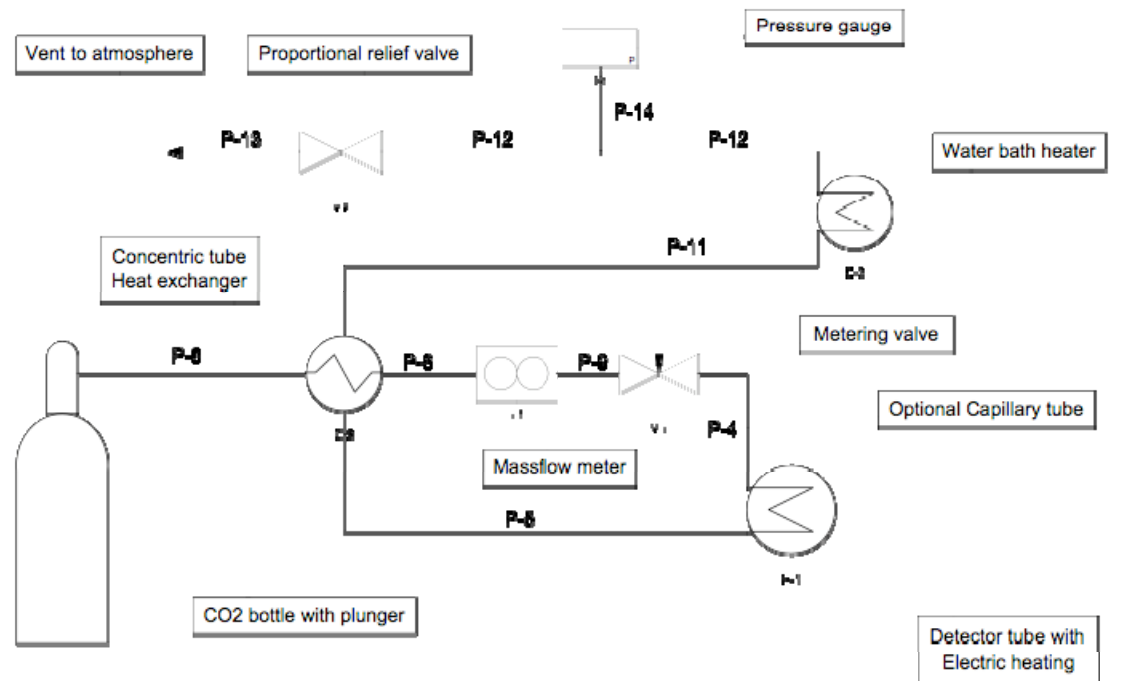 Pressure gauge
Vent to atmosphere
Proportional relief valve
P
P-14
P-13
P-12
P-12
Water bath heater
P-11
Concentric tube
Heat exchanger
Metering valve
P-6
P-9
Optional Capillary tube
P-4
Massflow meter
P-5
CO2 bottle with plunger
Detector tube with
Electric heating